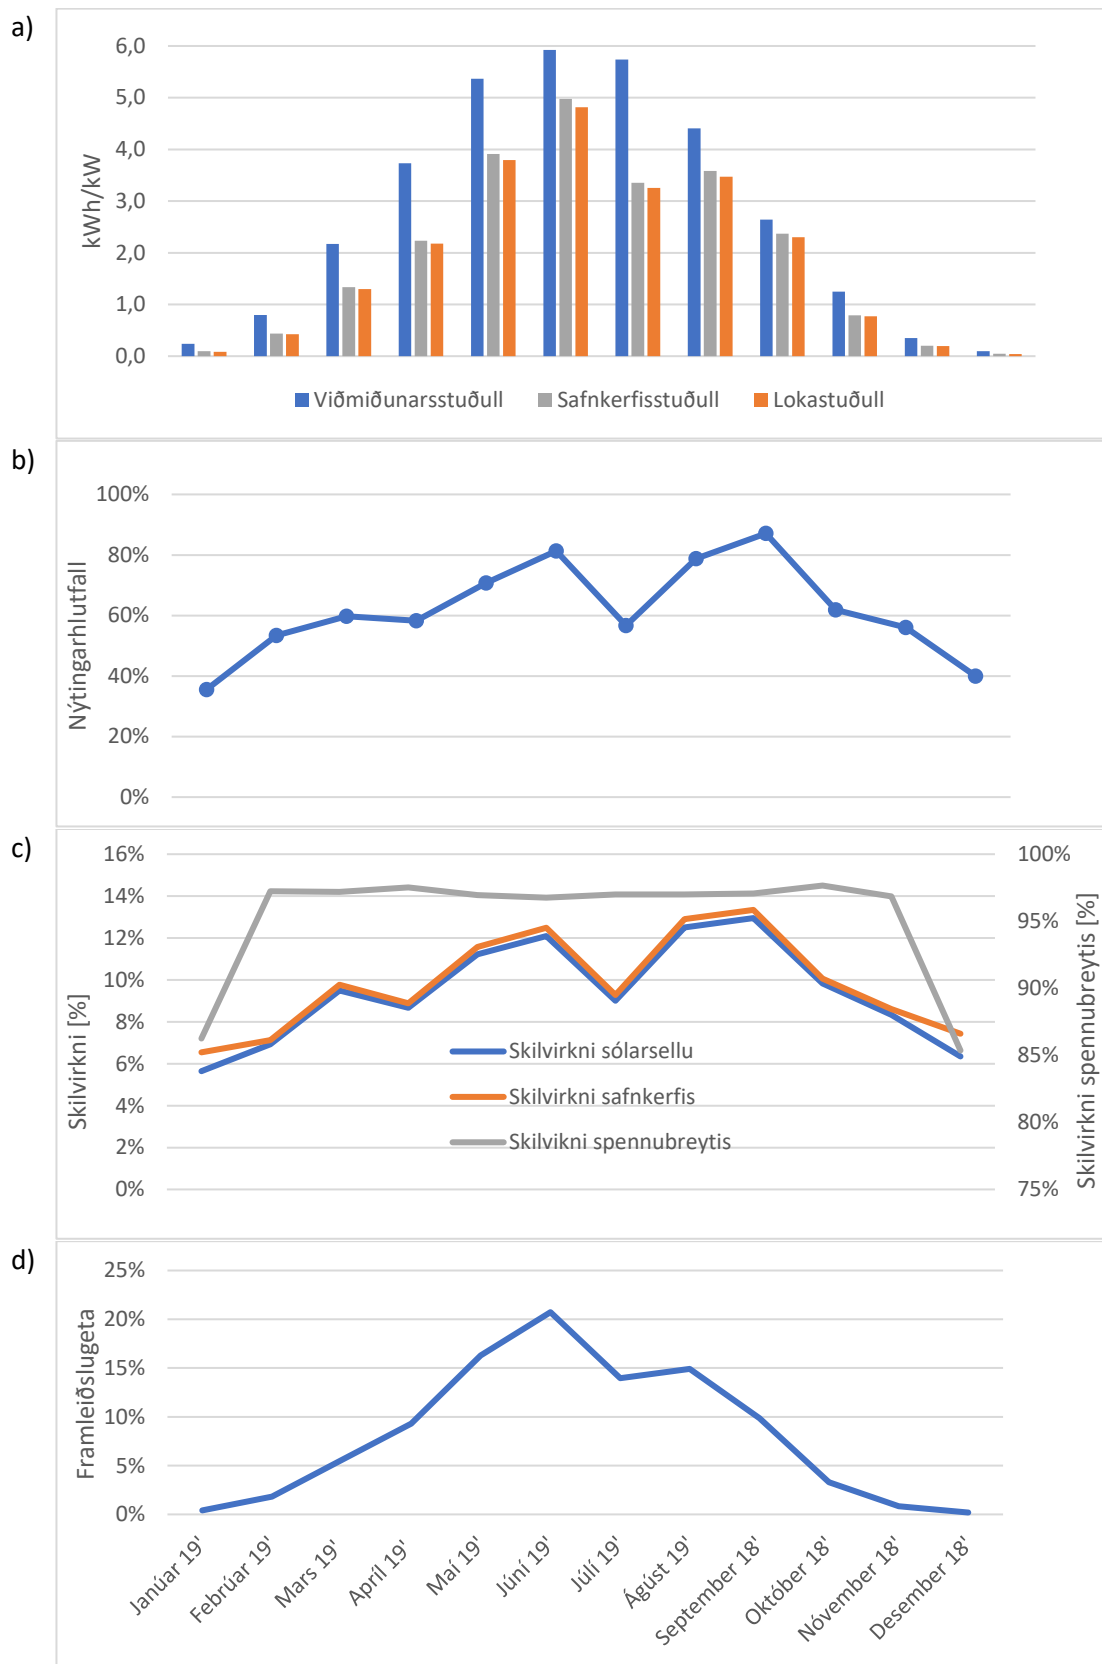 a)
6,0
5,0
4,0
3,0
2,0
1,0
0,0
kWh/kW
Viðmiðunarsstuðull Safnkerfisstuðull Lokastuðull
b)
100%
80%
60%
40%
20%
0%
Nýtingarhlutfall
c)
16%
14%
12%
10%
8%
6%
4%
2%
0%
Skilvirkni [%]
Skilvirkni sólarsellu
Skilvirkni safnkerfis
Skilvikni spennubreytis
100%
95%
90%
85%
80%
75%
Skilvirkni spennubreytis [%]
d)
25%
20%
15%
10%
5%
0%
Framleiðslugeta
Janúar 19'
Febrúar 19'
Mars 19'
Apríl 19'
Maí 19'
Júní 19'
Júlí 19'
Ágúst 19'
September 18'
Október 18'
Nóvember 18'
Desember 18'